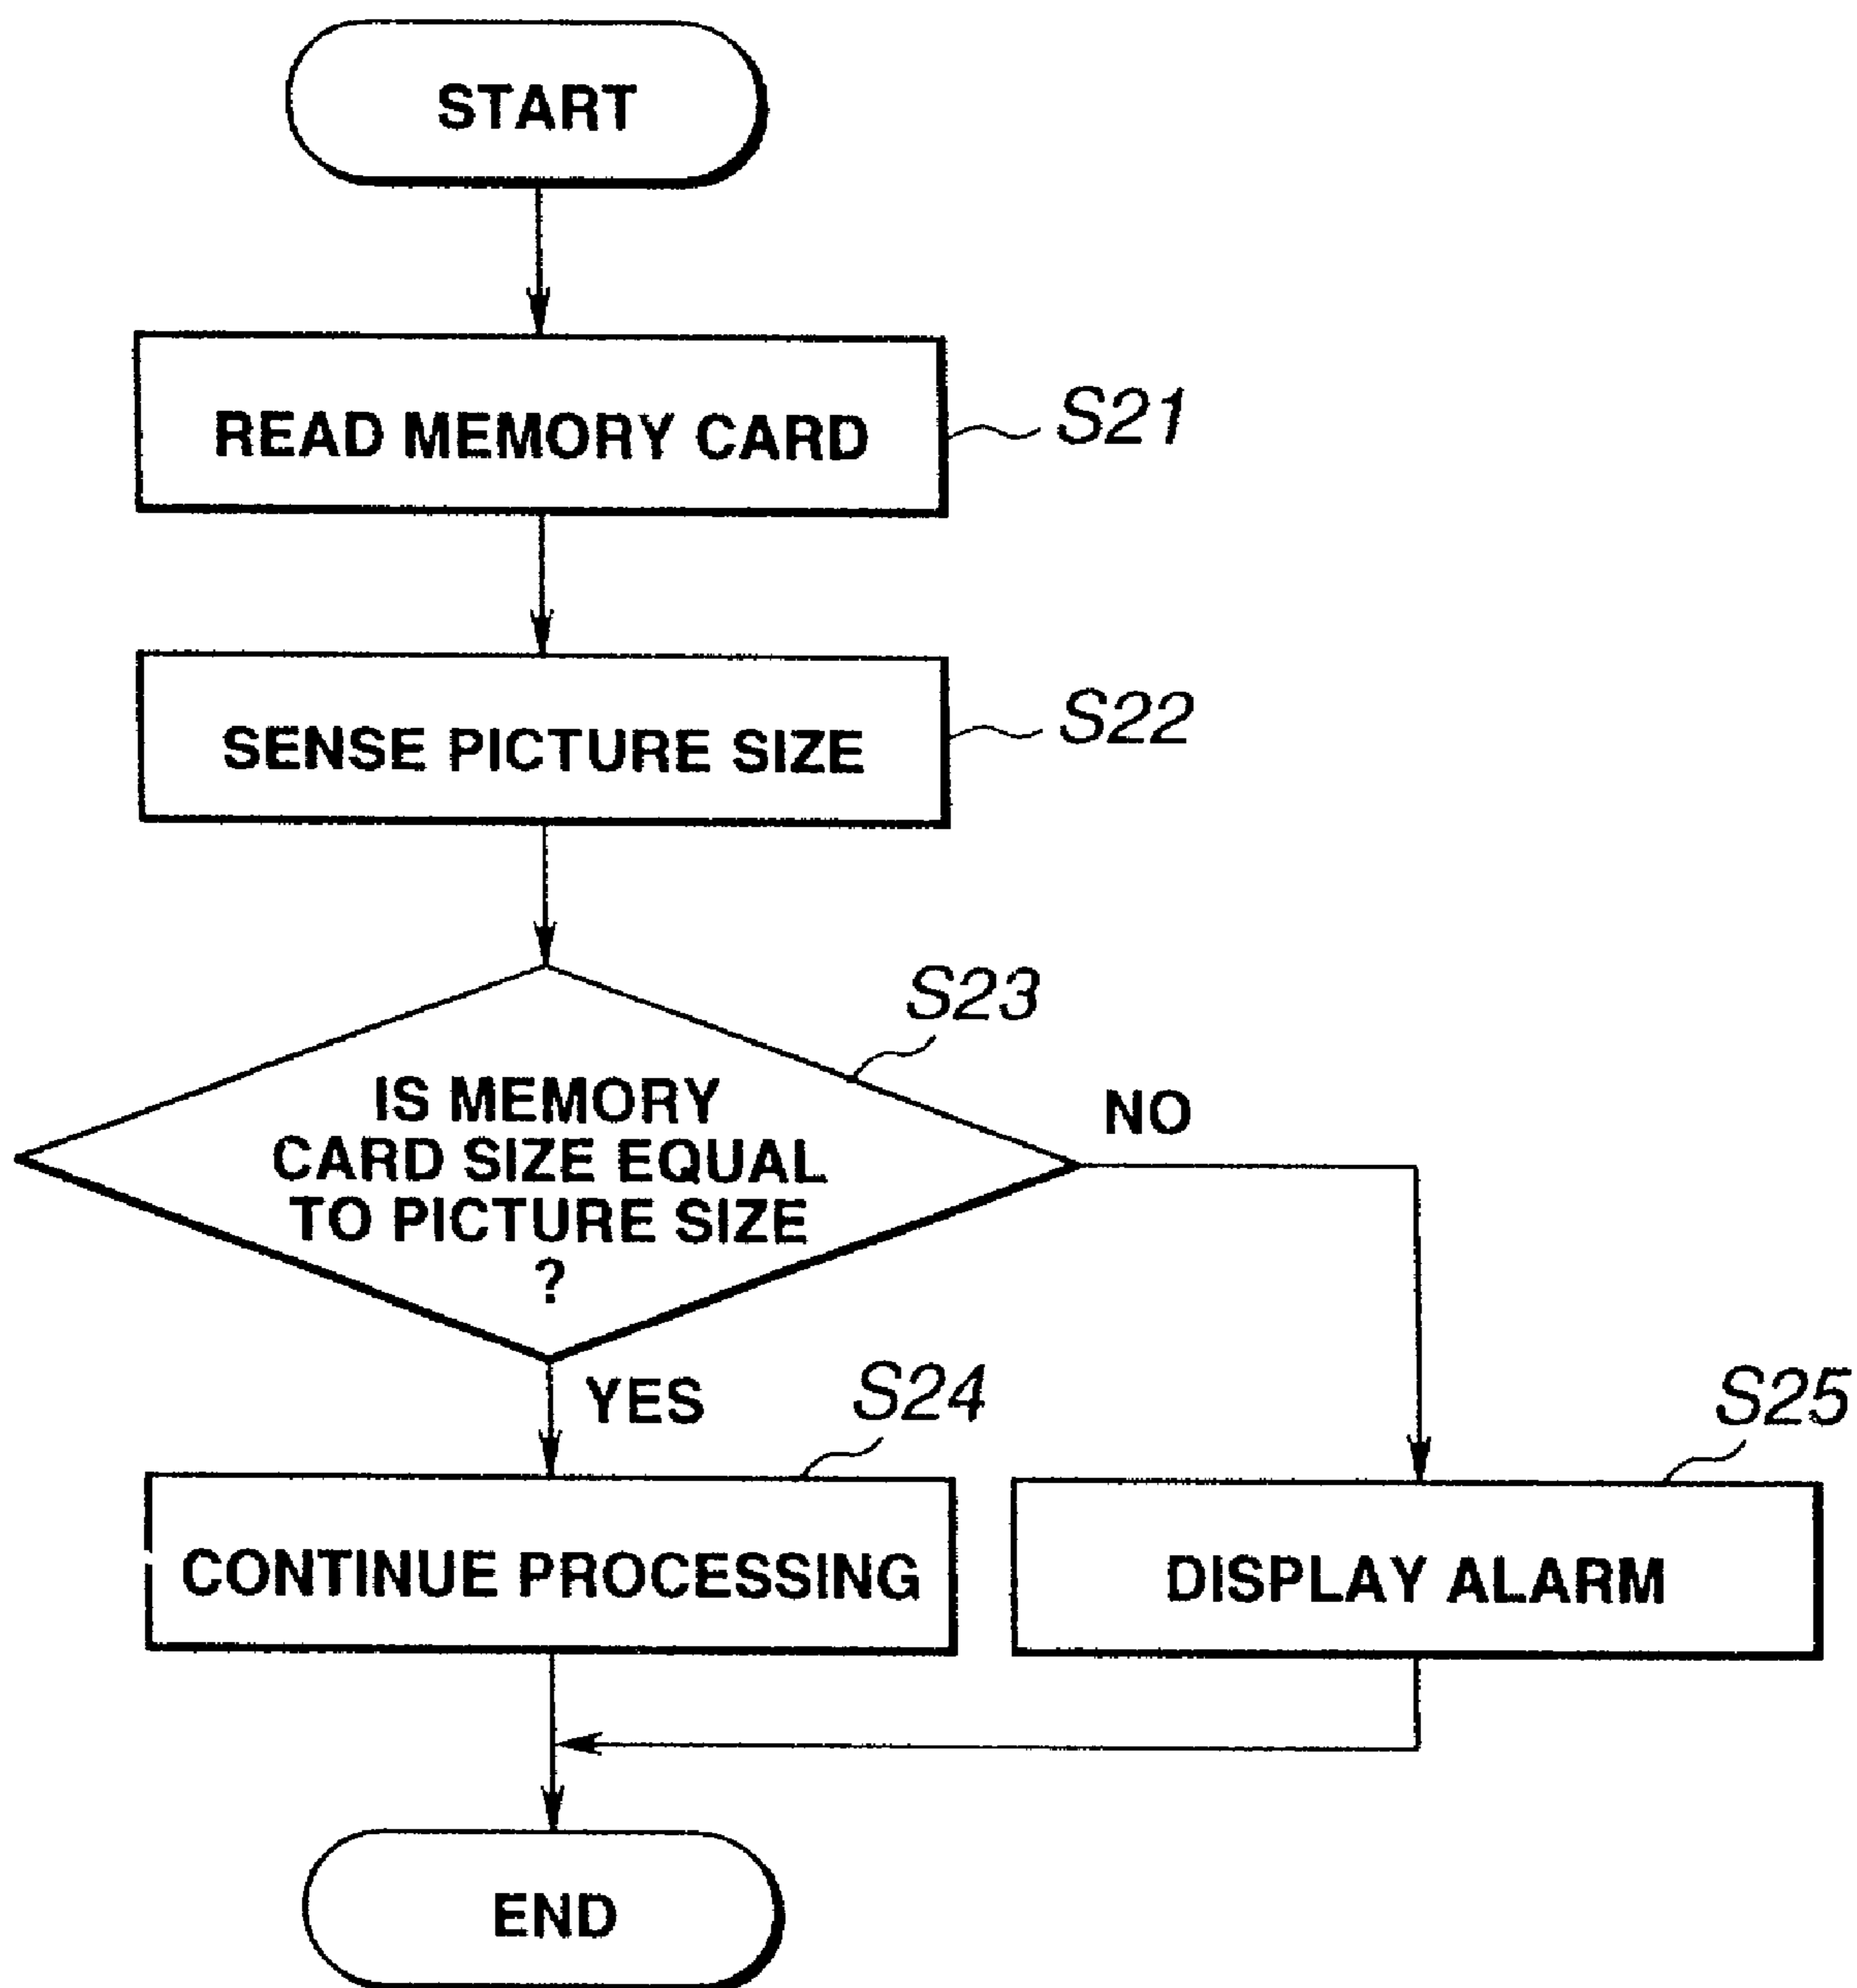 START
READ MEMORY CARD
S21
SENSE PICTURE SIZE
S22
S23
IS MEMORY
CARD SIZE EQUAL
TO PICTURE SIZE
?
NO
YES
S24
S25
CONTINUE PROCESSING
DISPLAY ALARM
END